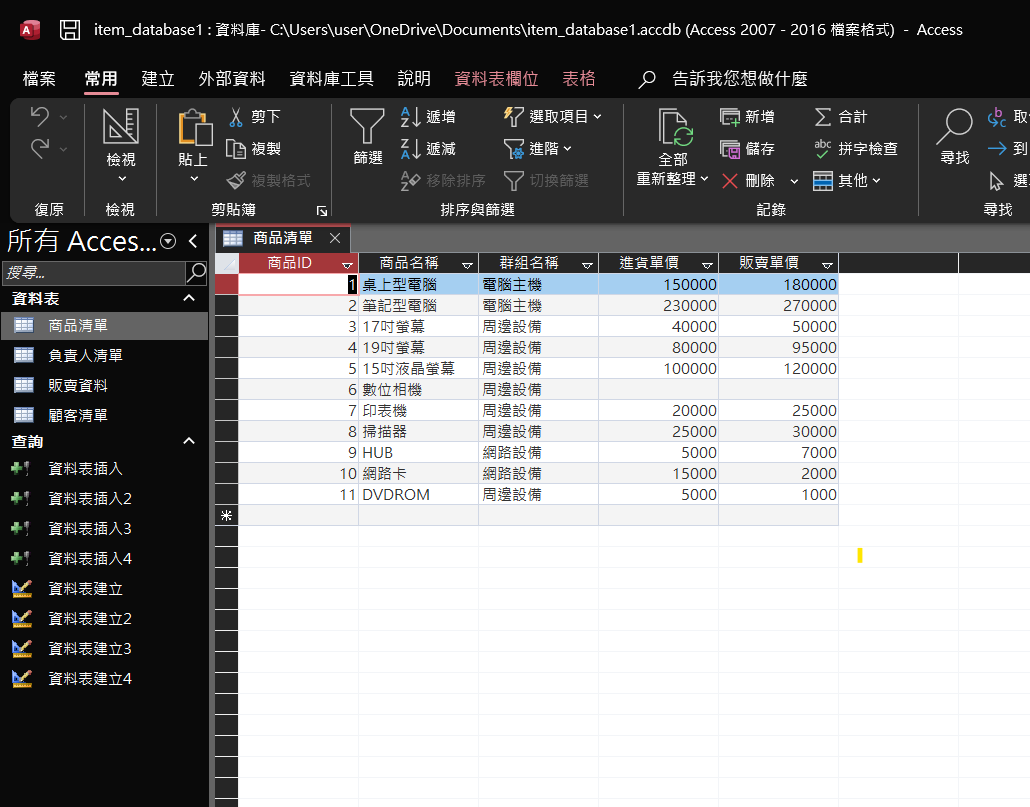 item_database1 : 資料庫- C:\Users\user\OneDrive\Documents\item_database1.accdb (Access 2007 - 2016 檔案格式) - Access
檔案 常用 建立 外部資料 資料庫工具 說明 資料表欄位 表格 告訴我您想做什麼
檢視 貼上 剪下 複製 複製格式 篩選 遞增 遞減 移除排序 選取項目 進階 切換篩選 全部 重新整理 新增 儲存 刪除 合計 拼字檢查 其他 尋找 取 到 選
復原 檢視 剪貼簿 排序與篩選 記錄 尋找
所有 Acces...
搜尋...
資料表
商品清單
負責人清單
販賣資料
顧客清單
查詢
資料表插入
資料表插入2
資料表插入3
資料表插入4
資料表建立
資料表建立2
資料表建立3
資料表建立4
商品清單
商品ID 商品名稱 群組名稱 進貨單價 販賣單價
1 桌上型電腦 電腦主機 150000 180000
2 筆記型電腦 電腦主機 230000 270000
3 17吋螢幕 周邊設備 40000 50000
4 19吋螢幕 周邊設備 80000 95000
5 15吋液晶螢幕 周邊設備 100000 120000
6 數位相機 周邊設備
7 印表機 周邊設備 20000 25000
8 掃描器 周邊設備 25000 30000
9 HUB 網路設備 5000 7000
10 網路卡 網路設備 15000 2000
11 DVDROM 周邊設備 5000 1000